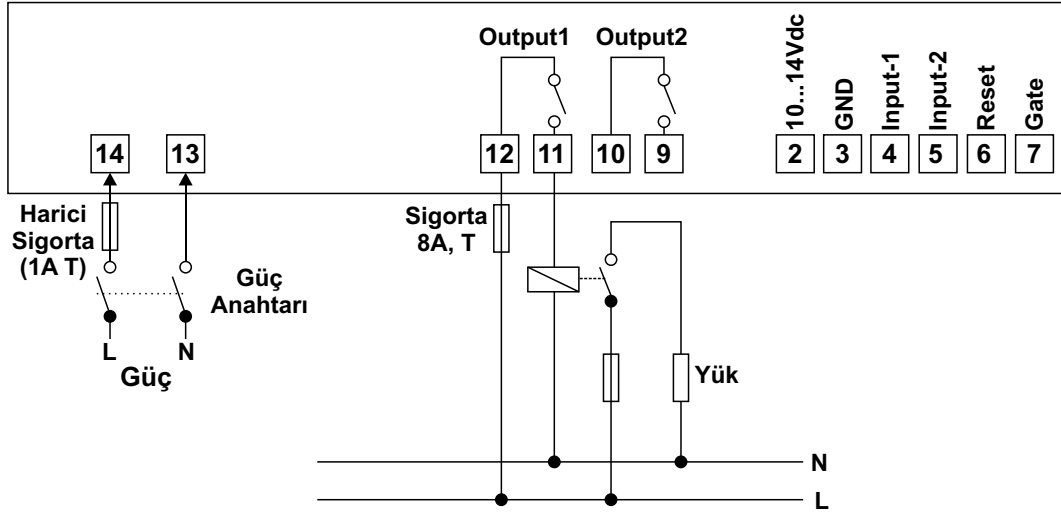 Output1
Output2
10...14Vdc
GND
Input-1
Input-2
Reset
Gate
14
13
12
11
10
9
2
3
4
5
6
7
Harici
Sigorta
(1A T)
Güç
Anahtarı
L
N
Güç
Sigorta
8A, T
Yük
N
L